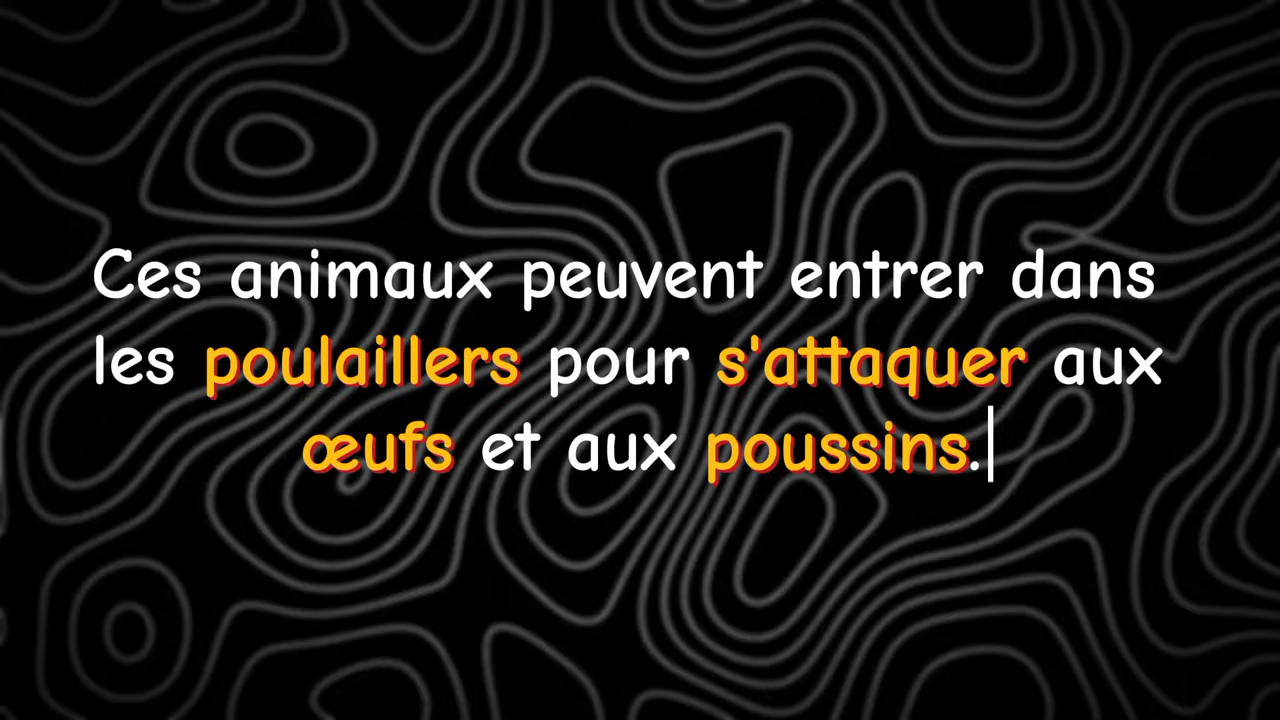 Ces animaux peuvent entrer dans
les poulaillers pour s'attaquer aux
œufs et aux poussins.